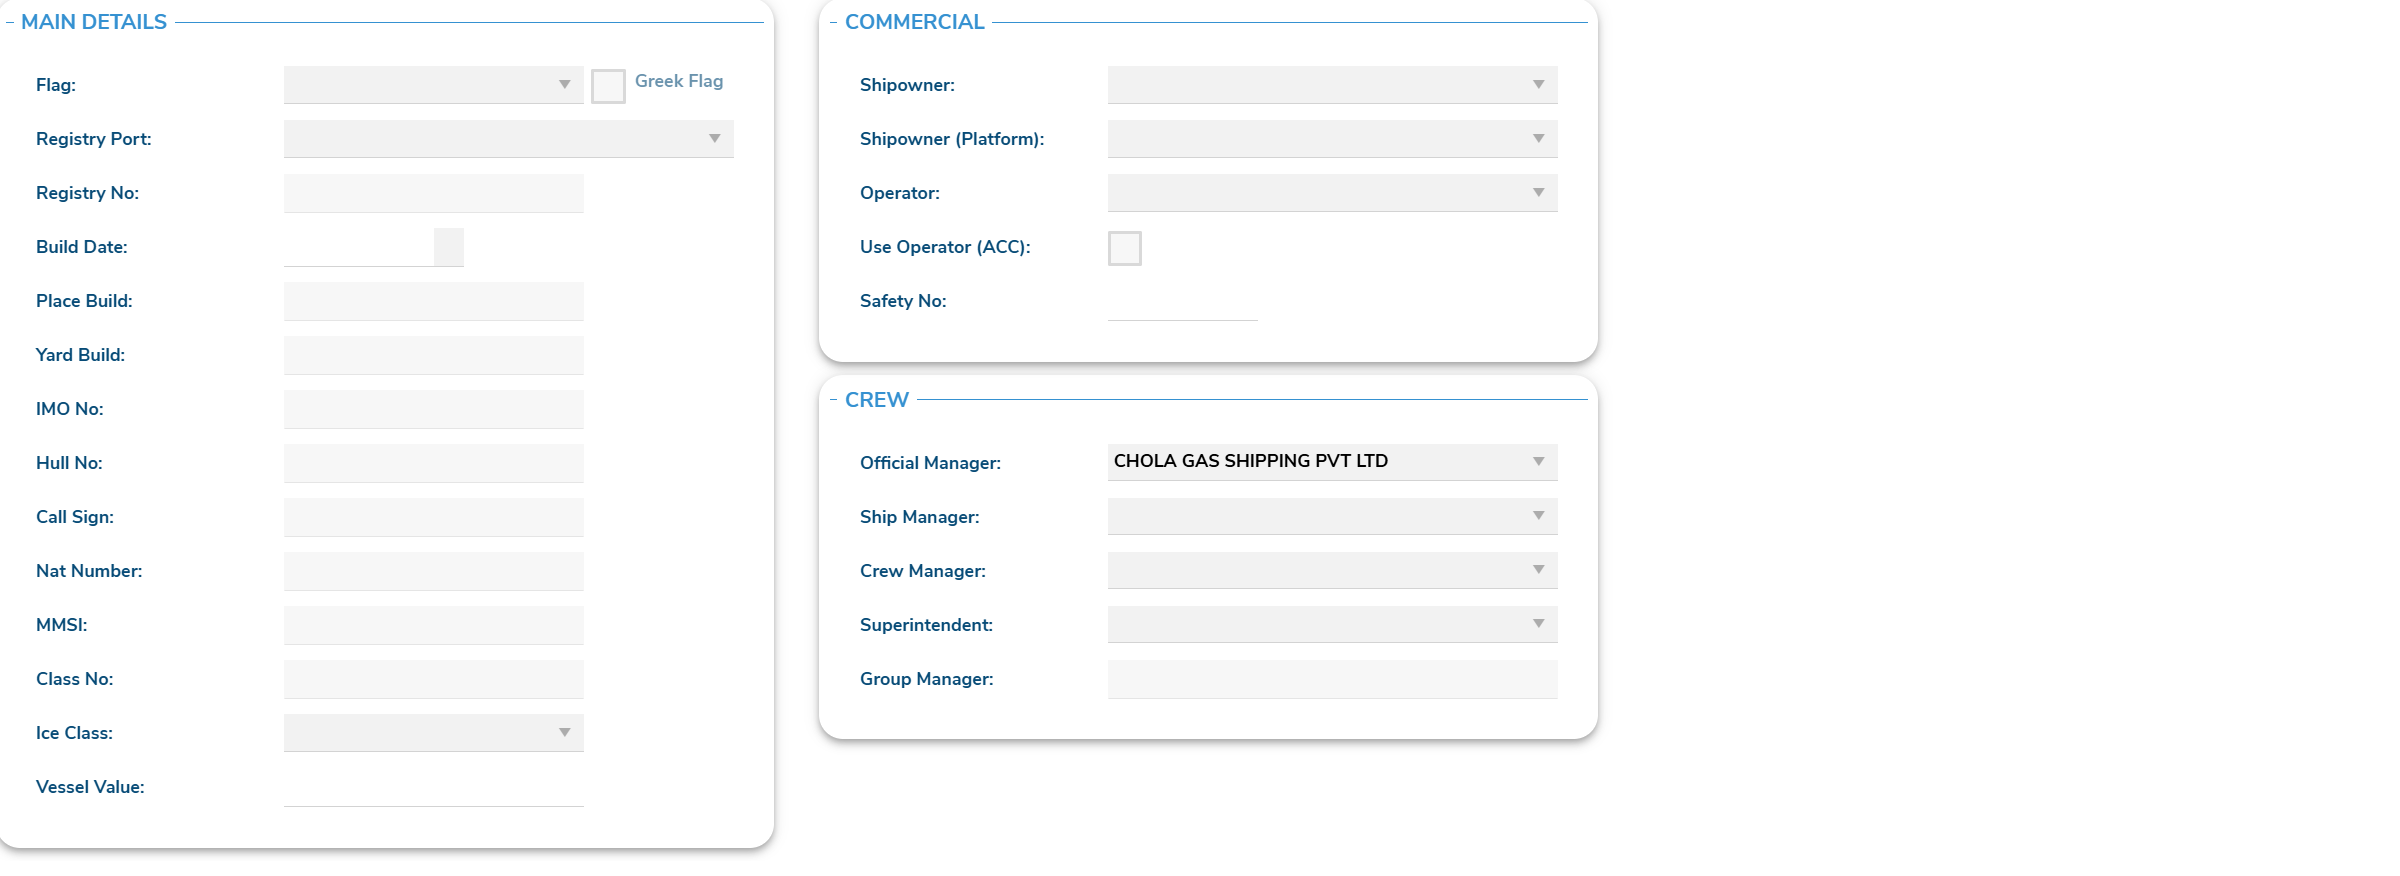 MAIN DETAILS
Flag:
Greek Flag
Registry Port:
Registry No:
Build Date:
Place Build:
Yard Build:
IMO No:
Hull No:
Call Sign:
Nat Number:
MMSI:
Class No:
Ice Class:
Vessel Value:
COMMERCIAL
Shipowner:
Shipowner (Platform):
Operator:
Use Operator (ACC):
Safety No:
CREW
Official Manager: CHOLA GAS SHIPPING PVT LTD
Ship Manager:
Crew Manager:
Superintendent:
Group Manager: